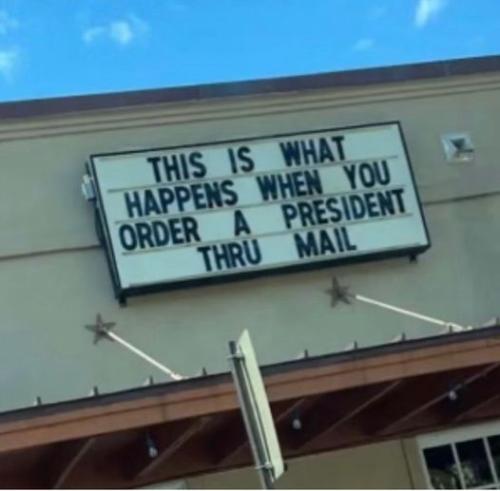 THIS IS WHAT
HAPPENS WHEN YOU
ORDER A PRESIDENT
THRU MAIL